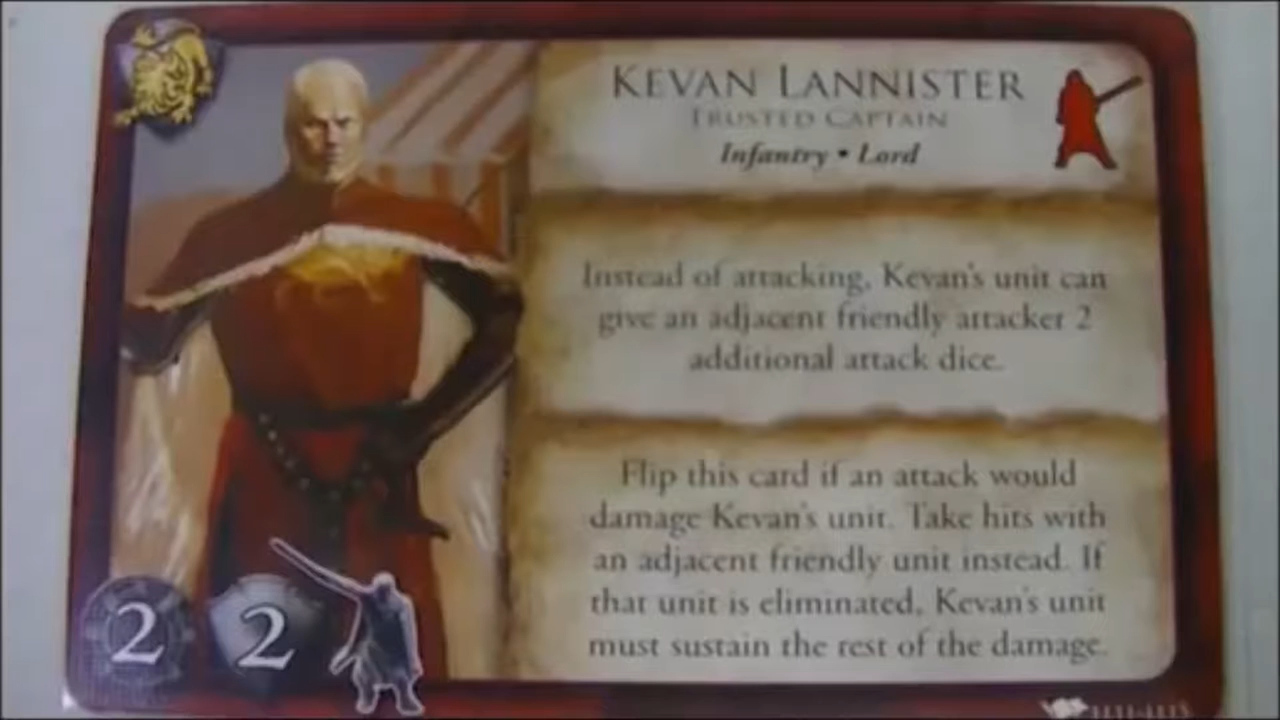 KEVAN LANNISTER
TRUSTED CAPTAIN
Infantry • Lord
Instead of attacking, Kevan's unit can
give an adjacent friendly attacker 2
additional attack dice.
Flip this card if an attack would
damage Kevan's unit. Take hits with
an adjacent friendly unit instead. If
that unit is eliminated, Kevan's unit
must sustain the rest of the damage.
2
2